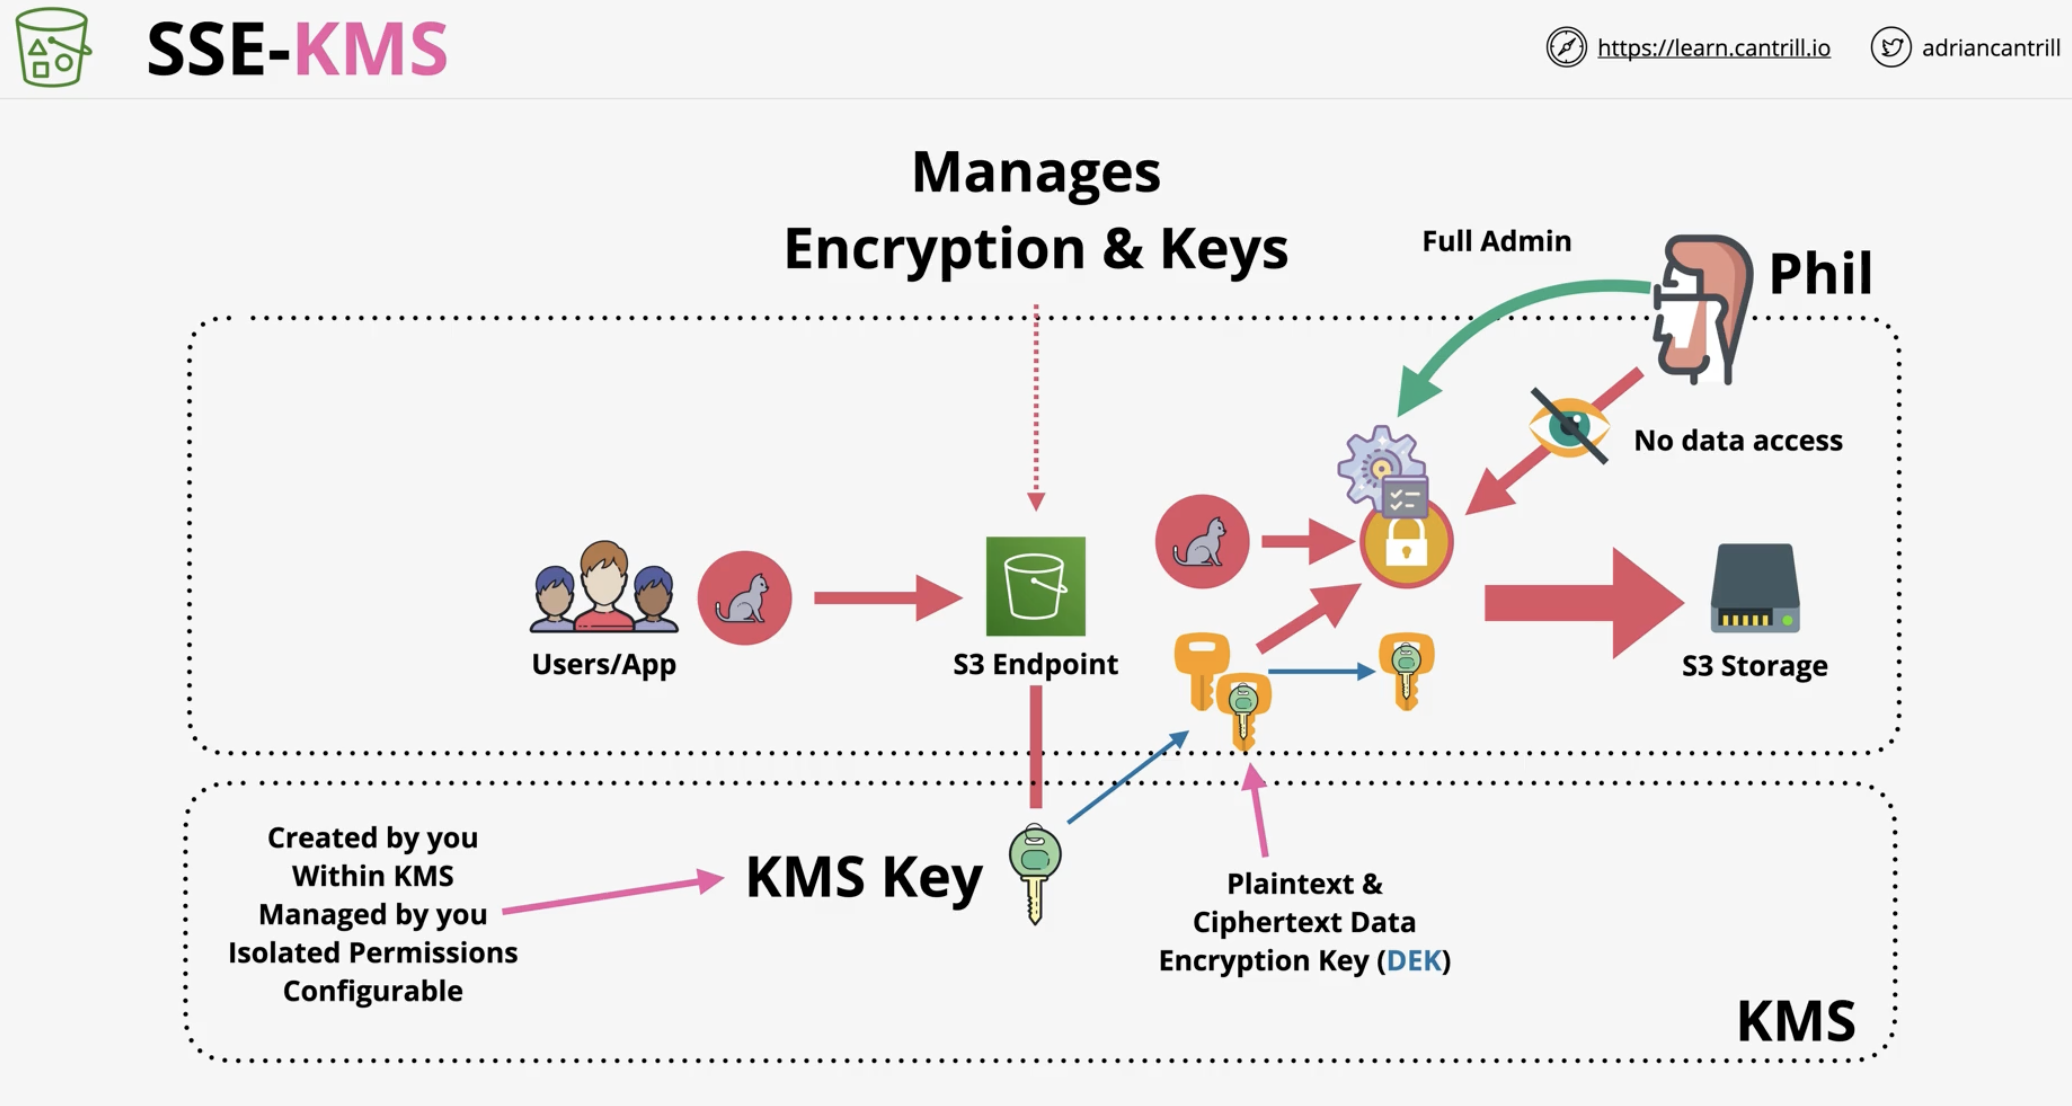 SSE-KMS
https://learn.cantrill.io
adriancantrill
Manages
Encryption & Keys
Full Admin
Phil
No data access
Users/App
S3 Endpoint
S3 Storage
Created by you
Within KMS
Managed by you
Isolated Permissions
Configurable
KMS Key
Plaintext &
Ciphertext Data
Encryption Key (DEK)
KMS